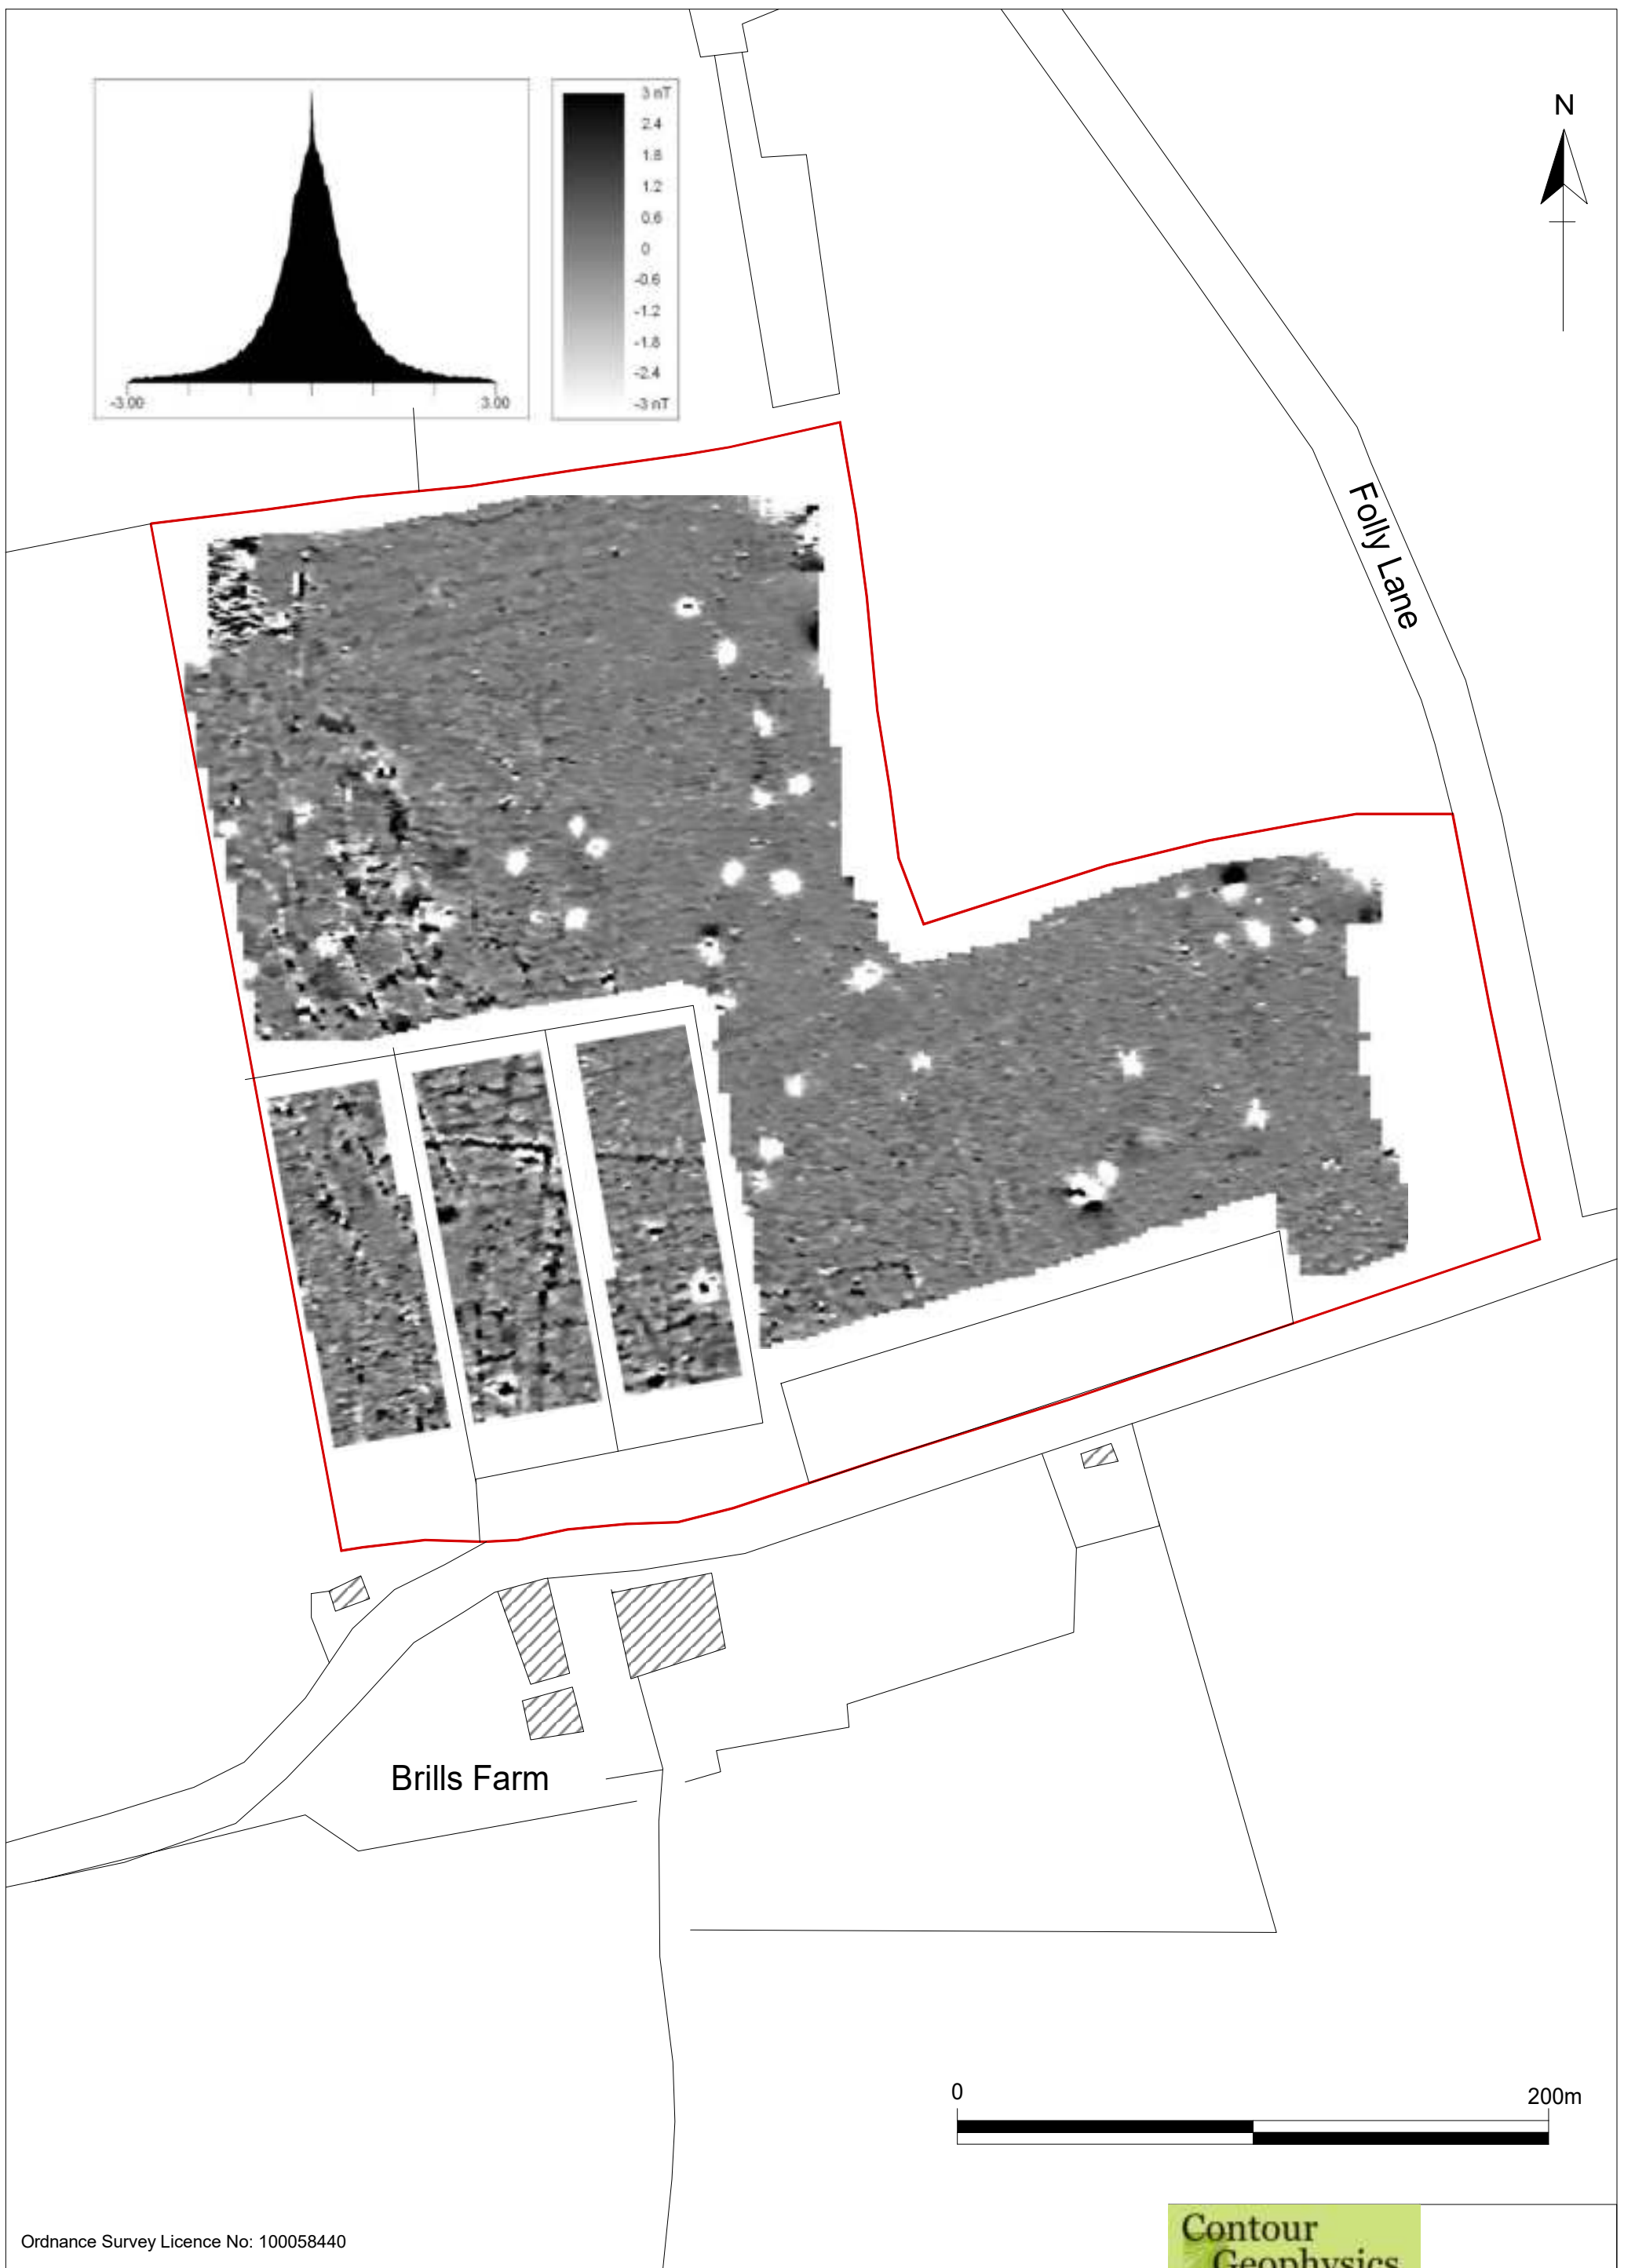 3 nT
2.4
1.8
1.2
0.6
0
-0.6
-1.2
-1.8
-2.4
-3 nT
-3.00 3.00
N
Folly Lane
Brills Farm
0 200m
Ordnance Survey Licence No: 100058440
Contour
Geophysics